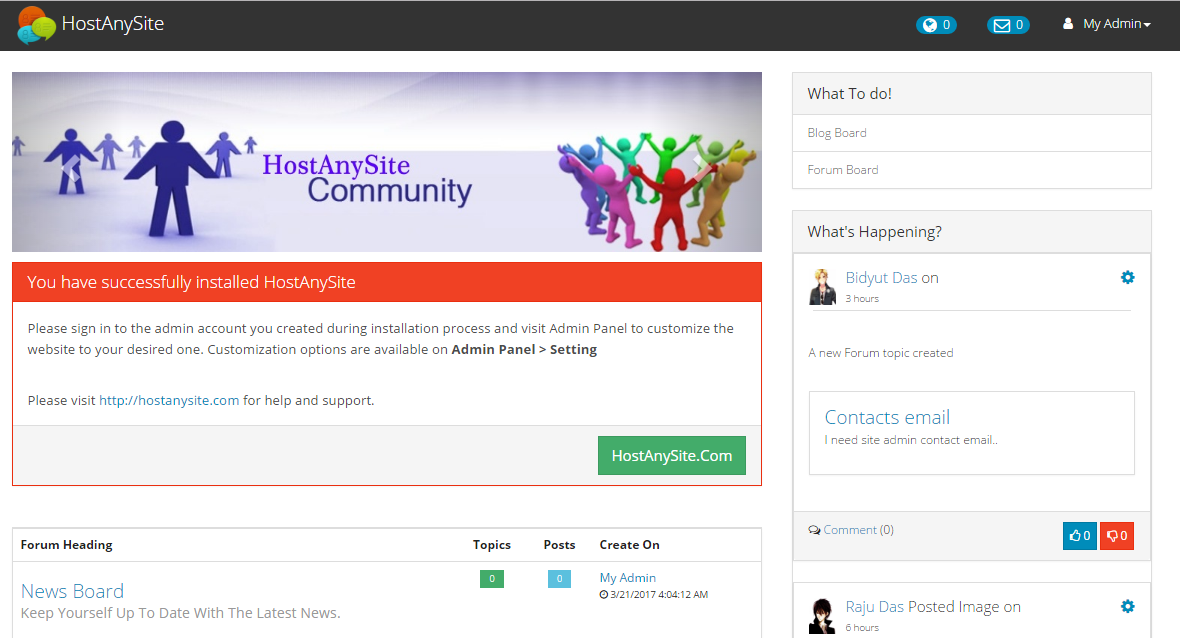 HostAnySite
0
0
My Admin
HostAnySite
Community
You have successfully installed HostAnySite
Please sign in to the admin account you created during installation process and visit Admin Panel to customize the
website to your desired one. Customization options are available on Admin Panel > Setting
Please visit http://hostanysite.com for help and support.
HostAnySite.Com
Forum Heading Topics Posts Create On
News Board 0 0 My Admin
3/21/2017 4:04:12 AM
Keep Yourself Up To Date With The Latest News.
What To do!
Blog Board
Forum Board
What's Happening?
Bidyut Das on
3 hours
A new Forum topic created
Contacts email
I need site admin contact email..
Comment (0) 0 0
Raju Das Posted Image on
6 hours